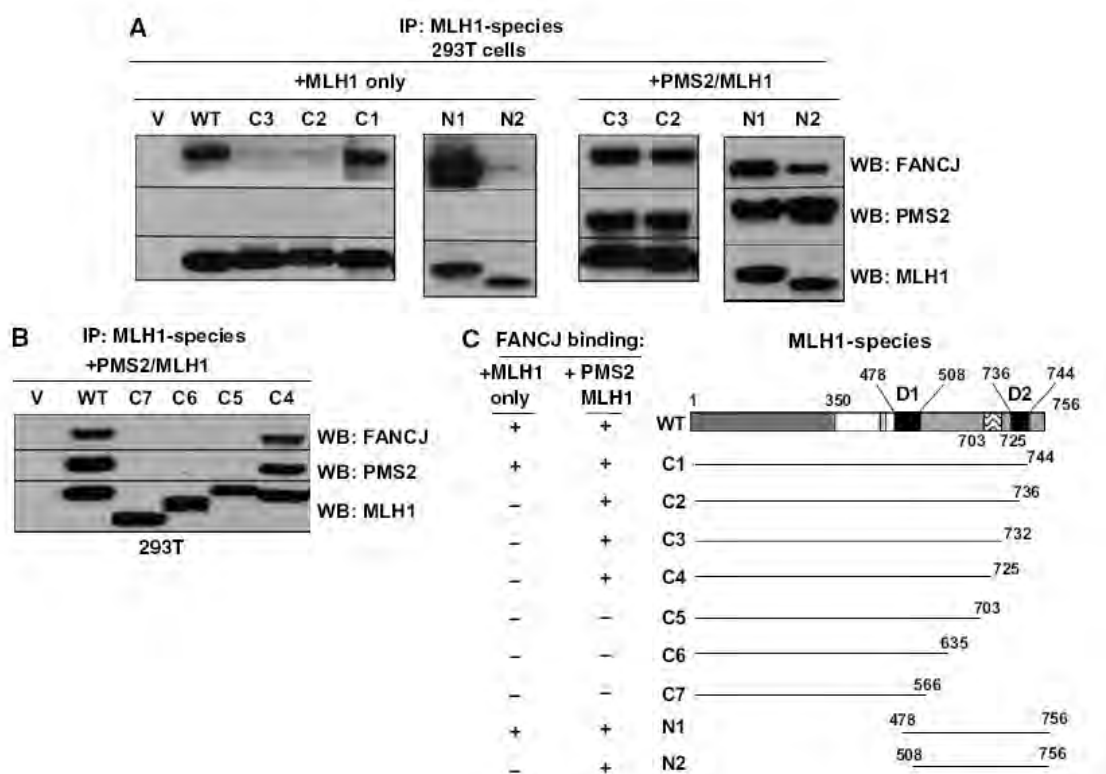 A
IP: MLH1-species
293T cells
+MLH1 only
+PMS2/MLH1
V WT C3 C2 C1 N1 N2 C3 C2 N1 N2
WB: FANCJ
WB: PMS2
WB: MLH1
B IP: MLH1-species
+PMS2/MLH1
V WT C7 C6 C5 C4
WB: FANCJ
WB: PMS2
WB: MLH1
293T
C FANCJ binding: MLH1-species
+MLH1 only
+ PMS2 MLH1
478 508 736 744
D1 D2
1 350 756
+ + WT
703 725
+ + C1 744
– + C2 736
– + C3 732
– + C4 725
– – C5 703
– – C6 635
– – C7 566
+ + N1 478 756
– + N2 508 756